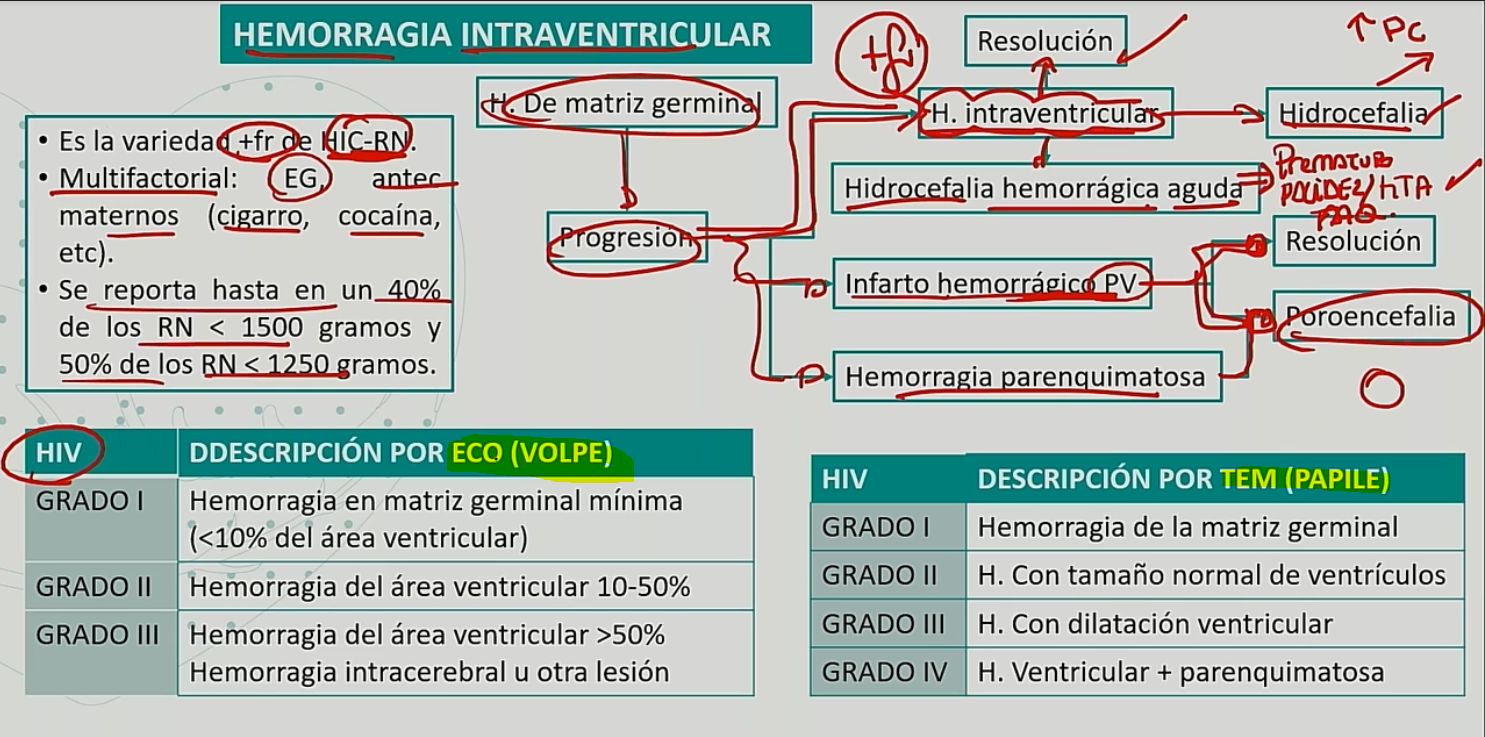 HEMORRAGIA INTRAVENTRICULAR
• Es la variedad +fr de HIC-RN.
• Multifactorial: EG, antec
maternos (cigarro, cocaína,
etc).
• Se reporta hasta en un 40%
de los RN < 1500 gramos y
50% de los RN < 1250 gramos.
H. De matriz germinal
Progresión
+fr
Resolución
↑ PC
H. intraventricular
Hidrocefalia
Hidrocefalia hemorrágica aguda
Prematuro
PALIDEZ/hTA
Infarto hemorrágico PV
Resolución
Poroencefalia
Hemorragia parenquimatosa
HIV DDESCRIPCIÓN POR ECO (VOLPE)
GRADO I Hemorragia en matriz germinal mínima
(<10% del área ventricular)
GRADO II Hemorragia del área ventricular 10-50%
GRADO III Hemorragia del área ventricular >50%
Hemorragia intracerebral u otra lesión
HIV DESCRIPCIÓN POR TEM (PAPILE)
GRADO I Hemorragia de la matriz germinal
GRADO II H. Con tamaño normal de ventrículos
GRADO III H. Con dilatación ventricular
GRADO IV H. Ventricular + parenquimatosa